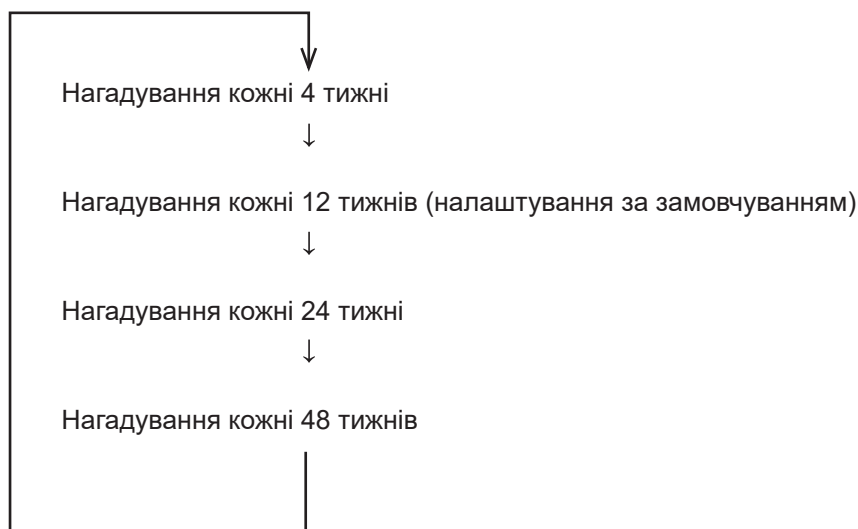 Нагадування кожні 4 тижні
↓
Нагадування кожні 12 тижнів (налаштування за замовчуванням)
↓
Нагадування кожні 24 тижні
↓
Нагадування кожні 48 тижнів